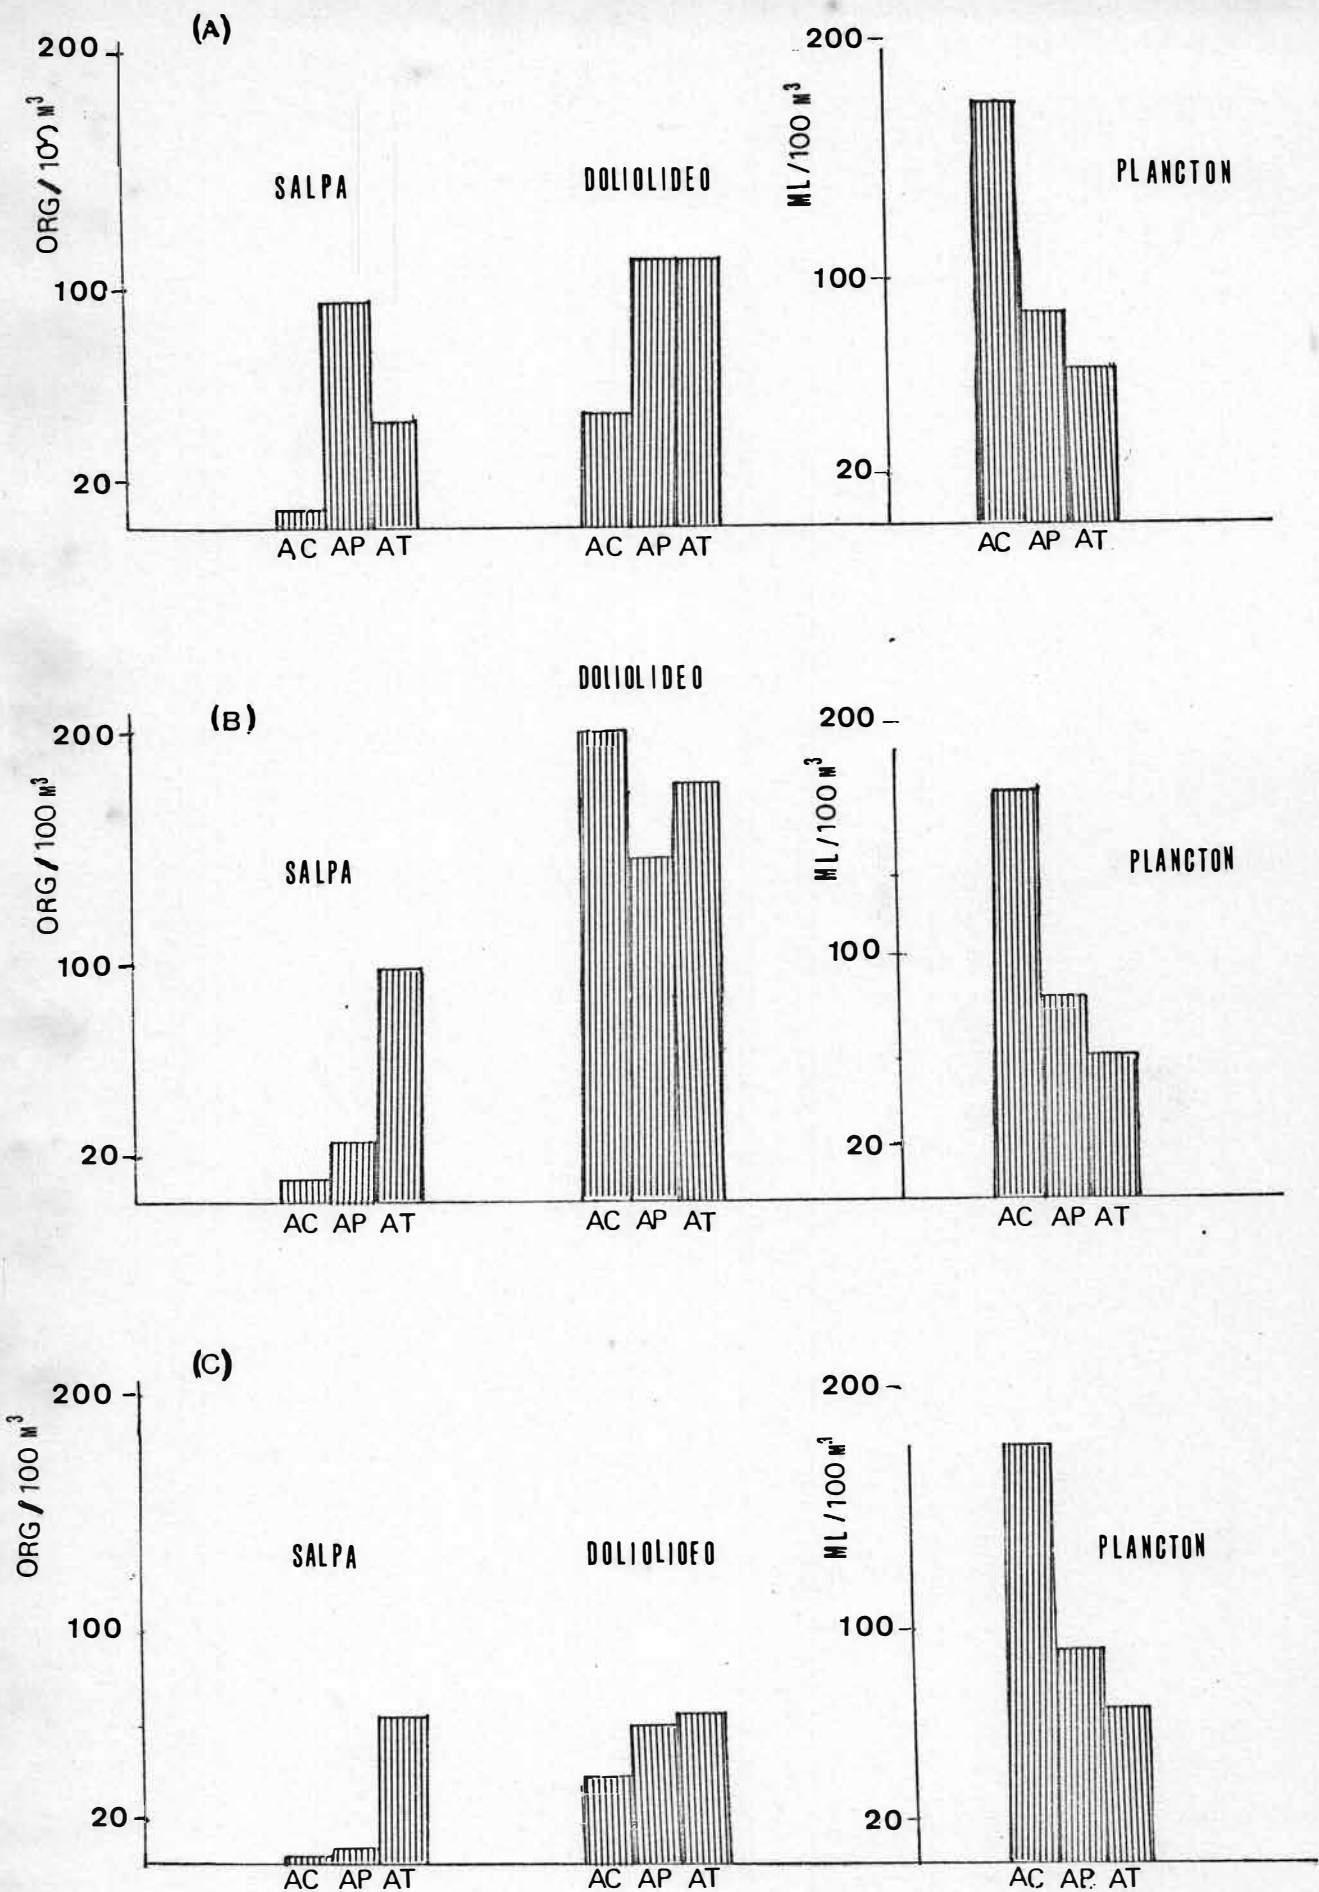 (A)
200
ORG/100 M³
SALPA
100
20
AC AP AT
DOLIOLIDEO
AC AP AT
200
ML/100 M³
PLANCTON
100
20
AC AP AT
(B)
200
ORG/100 M³
SALPA
100
20
AC AP AT
DOLIOLIDEO
AC AP AT
200
ML/100 M³
PLANCTON
100
20
AC AP AT
(C)
200
ORG/100 M³
SALPA
100
20
AC AP AT
DOLIOLIDEO
AC AP AT
200
ML/100 M³
PLANCTON
100
20
AC AP AT